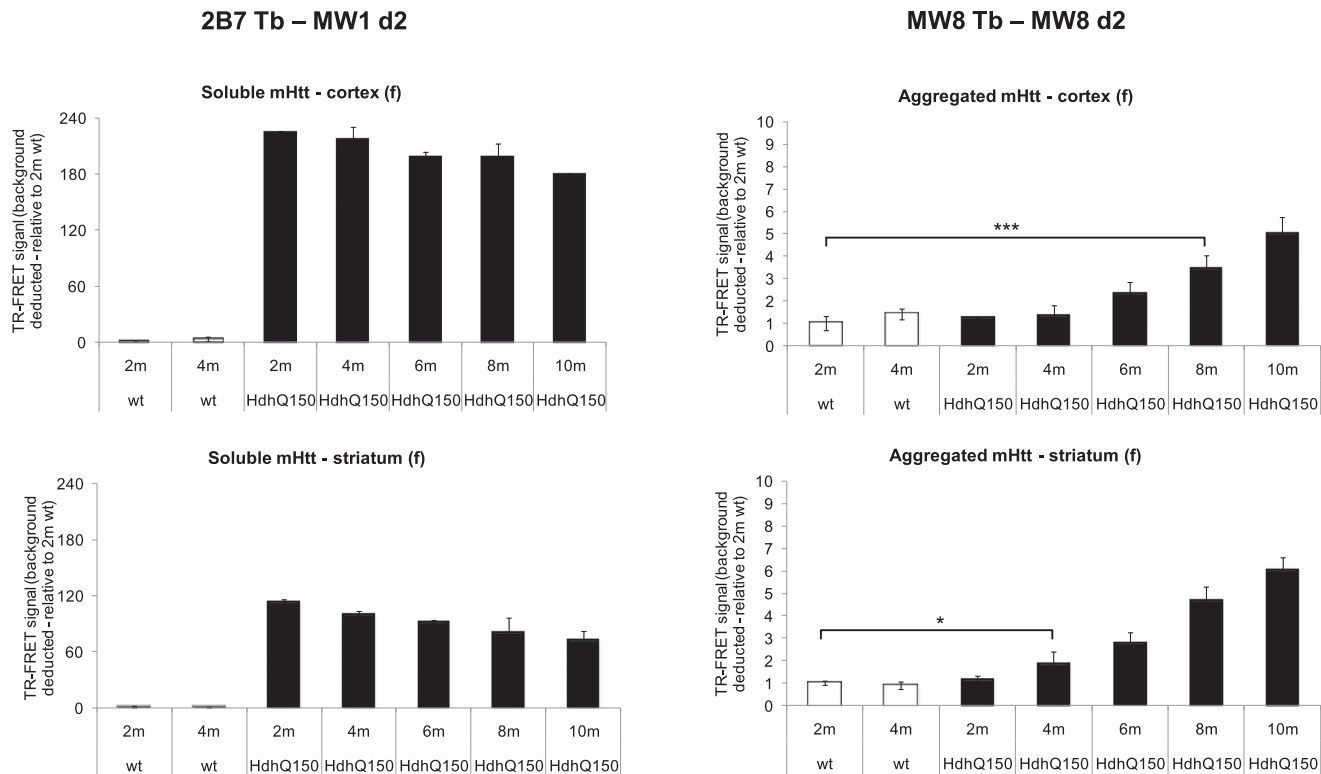 2B7 Tb – MW1 d2
Soluble mHtt - cortex (f)
TR-FRET siganl (background
deducted - relative to 2m wt)
240
180
120
60
0
2m 4m 2m 4m 6m 8m 10m
wt wt HdhQ150 HdhQ150 HdhQ150 HdhQ150 HdhQ150
Soluble mHtt - striatum (f)
TR-FRET signal (background
deducted - relative to 2m wt)
240
180
120
60
0
2m 4m 2m 4m 6m 8m 10m
wt wt HdhQ150 HdhQ150 HdhQ150 HdhQ150 HdhQ150
MW8 Tb – MW8 d2
Aggregated mHtt - cortex (f)
TR-FRET signal (background
deducted - relative to 2m wt)
10
9
8
7
6
5
4
3
2
1
0
***
2m 4m 2m 4m 6m 8m 10m
wt wt HdhQ150 HdhQ150 HdhQ150 HdhQ150 HdhQ150
Aggregated mHtt - striatum (f)
TR-FRET signal (background
deducted - relative to 2m wt)
10
9
8
7
6
5
4
3
2
1
0
*
2m 4m 2m 4m 6m 8m 10m
wt wt HdhQ150 HdhQ150 HdhQ150 HdhQ150 HdhQ150